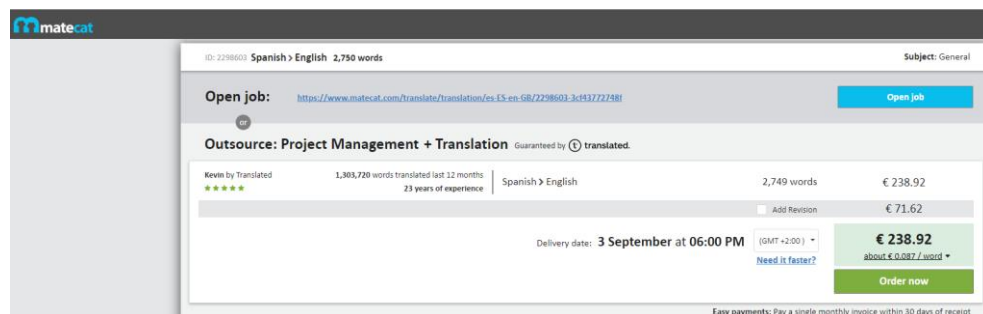 matecat
ID: 2298603 Spanish > English 2,750 words Subject: General
Open job: https://www.matecat.com/translate/translation/es-ES-en-GB/2298603-3cf43772748f Open job
or
Outsource: Project Management + Translation Guaranteed by t translated.
Kevin by Translated 1,303,720 words translated last 12 months
★★★★★ 23 years of experience
Spanish > English 2,749 words € 238.92
Add Revision € 71.62
Delivery date: 3 September at 06:00 PM (GMT +2:00 ) € 238.92
Need it faster? about € 0.087 / word
Order now
Easy payments: Pay a single monthly invoice within 30 days of receipt